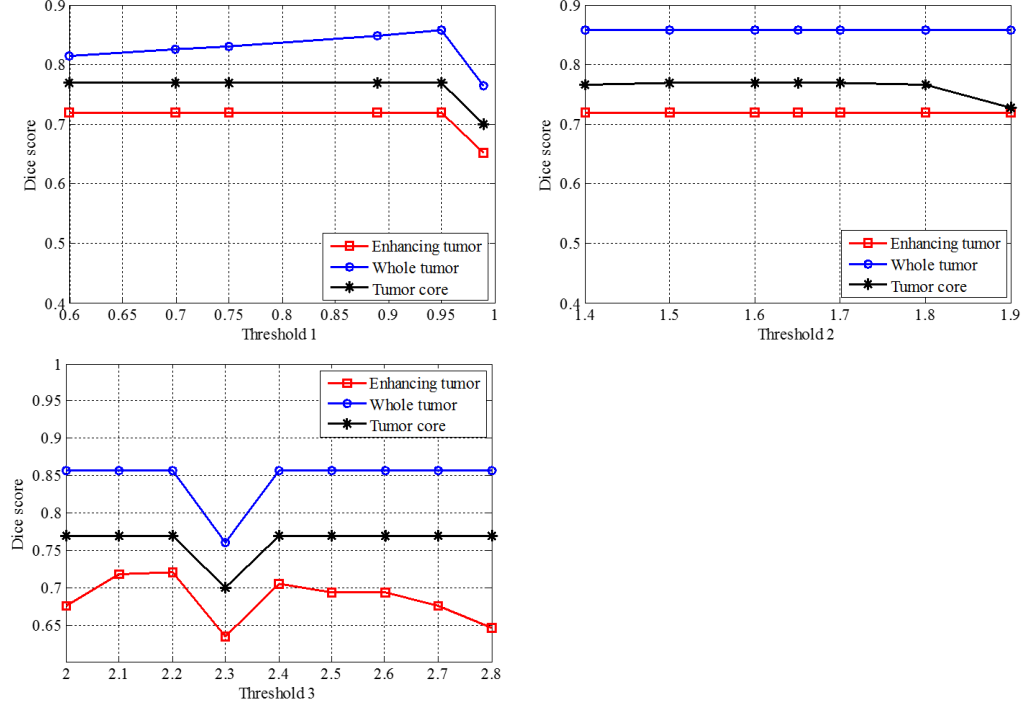 0.9
0.8
0.7
0.6
0.5
0.4
Dice score
0.6 0.65 0.7 0.75 0.8 0.85 0.9 0.95 1
Threshold 1
Enhancing tumor
Whole tumor
Tumor core
0.9
0.8
0.7
0.6
0.5
0.4
Dice score
1.4 1.5 1.6 1.7 1.8 1.9
Threshold 2
Enhancing tumor
Whole tumor
Tumor core
1
0.95
0.9
0.85
0.8
0.75
0.7
0.65
Dice score
2 2.1 2.2 2.3 2.4 2.5 2.6 2.7 2.8
Threshold 3
Enhancing tumor
Whole tumor
Tumor core